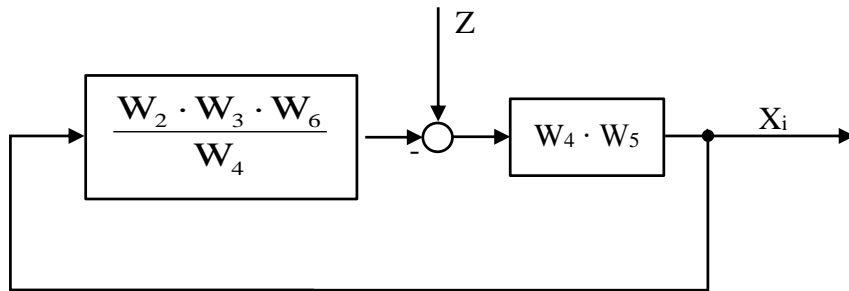 Z
W₂ · W₃ · W₆
W₄
-
W₄ · W₅
Xᵢ